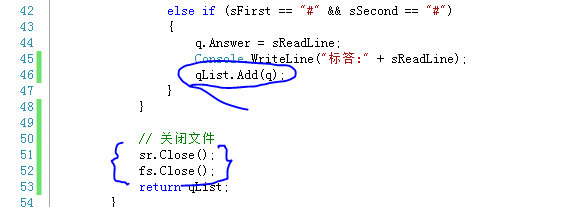 42 else if (sFirst == "#" && sSecond == "#")
43 {
44 q.Answer = sReadLine;
45 Console.WriteLine("标答:" + sReadLine);
46 qList.Add(q);
47 }
48 }
49
50 // 关闭文件
51 sr.Close();
52 fs.Close();
53 return qList;
54 }